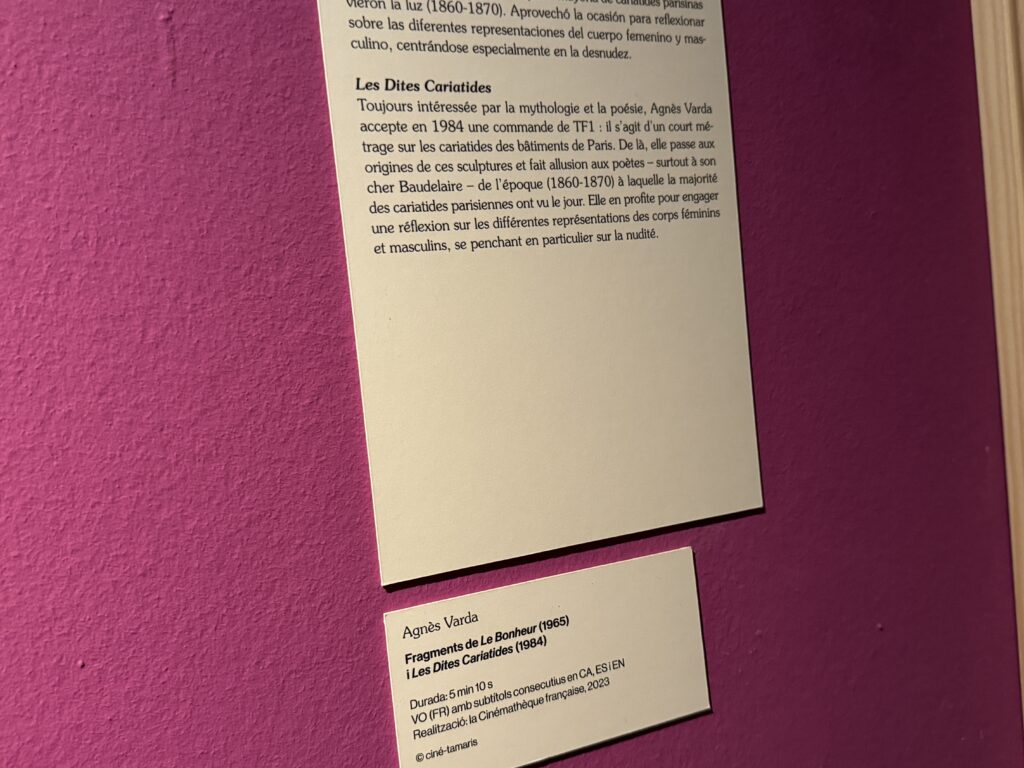 de cariátides parisinas
vieron la luz (1860-1870). Aprovechó la ocasión para reflexionar
sobre las diferentes representaciones del cuerpo femenino y mas-
culino, centrándose especialmente en la desnudez.
Les Dites Cariatides
Toujours intéressée par la mythologie et la poésie, Agnès Varda
accepte en 1984 une commande de TF1 : il s'agit d'un court mé-
trage sur les cariatides des bâtiments de Paris. De là, elle passe aux
origines de ces sculptures et fait allusion aux poètes – surtout à son
cher Baudelaire – de l'époque (1860-1870) à laquelle la majorité
des cariatides parisiennes ont vu le jour. Elle en profite pour engager
une réflexion sur les différentes représentations des corps féminins
et masculins, se penchant en particulier sur la nudité.
Agnès Varda
Fragments de Le Bonheur (1965)
i Les Dites Cariatides (1984)
Durada: 5 min 10 s
VO (FR) amb subtítols consecutius en CA, ES i EN
Realització: la Cinémathèque française, 2023
© ciné-tamaris